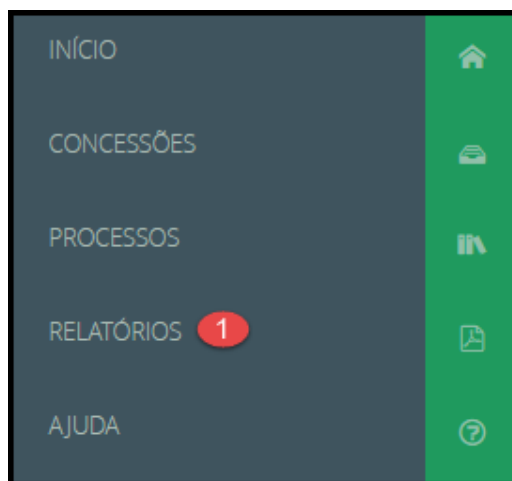 INÍCIO
CONCESSÕES
PROCESSOS
RELATÓRIOS 1
AJUDA